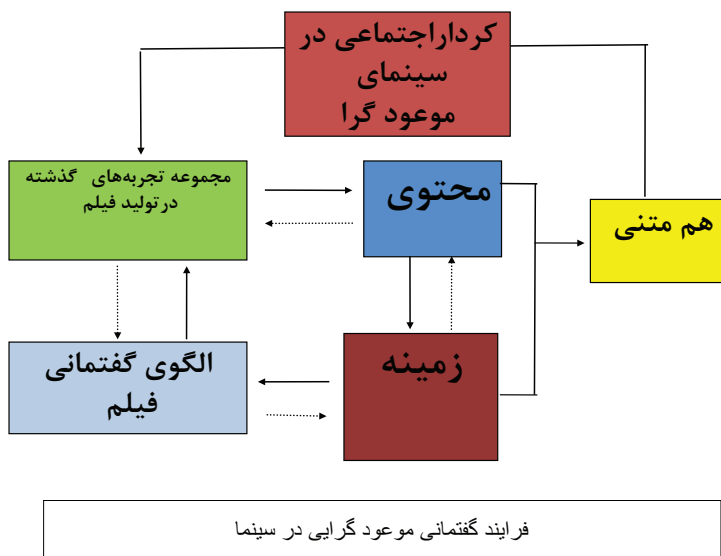 کرداراجتماعی در
سینمای
موعود گرا
مجموعه تجربه‌های گذشته
درتولید فیلم
محتوی
هم متنی
الگوی گفتمانی
فیلم
زمینه
فرایند گفتمانی موعود گرایی در سینما